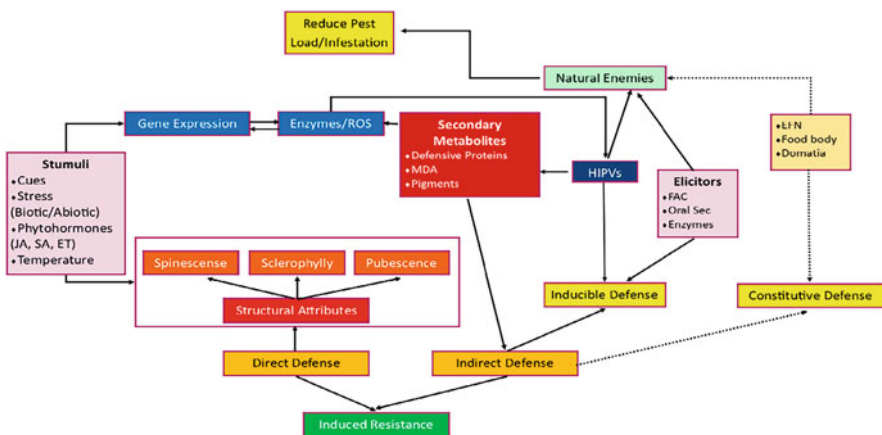 Reduce Pest
Load/Infestation
Natural Enemies
Gene Expression
Enzymes/ROS
Secondary
Metabolites
⬥Defensive Proteins
⬥MDA
⬥Pigments
⬥EFN
⬥Food body
⬥Domatia
Stumuli
⬥Cues
⬥Stress
(Biotic/Abiotic)
⬥Phytohormones
(JA, SA, ET)
⬥Temperature
HIPVs
Elicitors
⬥FAC
⬥Oral Sec
⬥Enzymes
Spinescense
Sclerophylly
Pubescence
Structural Attributes
Inducible Defense
Constitutive Defense
Direct Defense
Indirect Defense
Induced Resistance